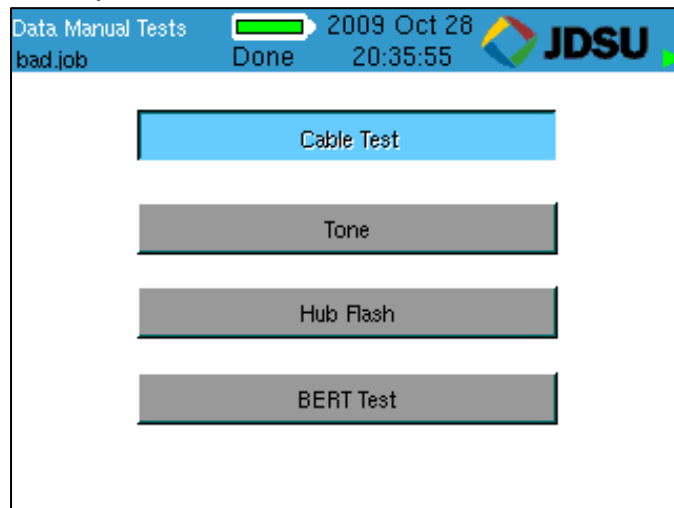 Data Manual Tests 2009 Oct 28
bad.job Done 20:35:55 JDSU
Cable Test
Tone
Hub Flash
BERT Test